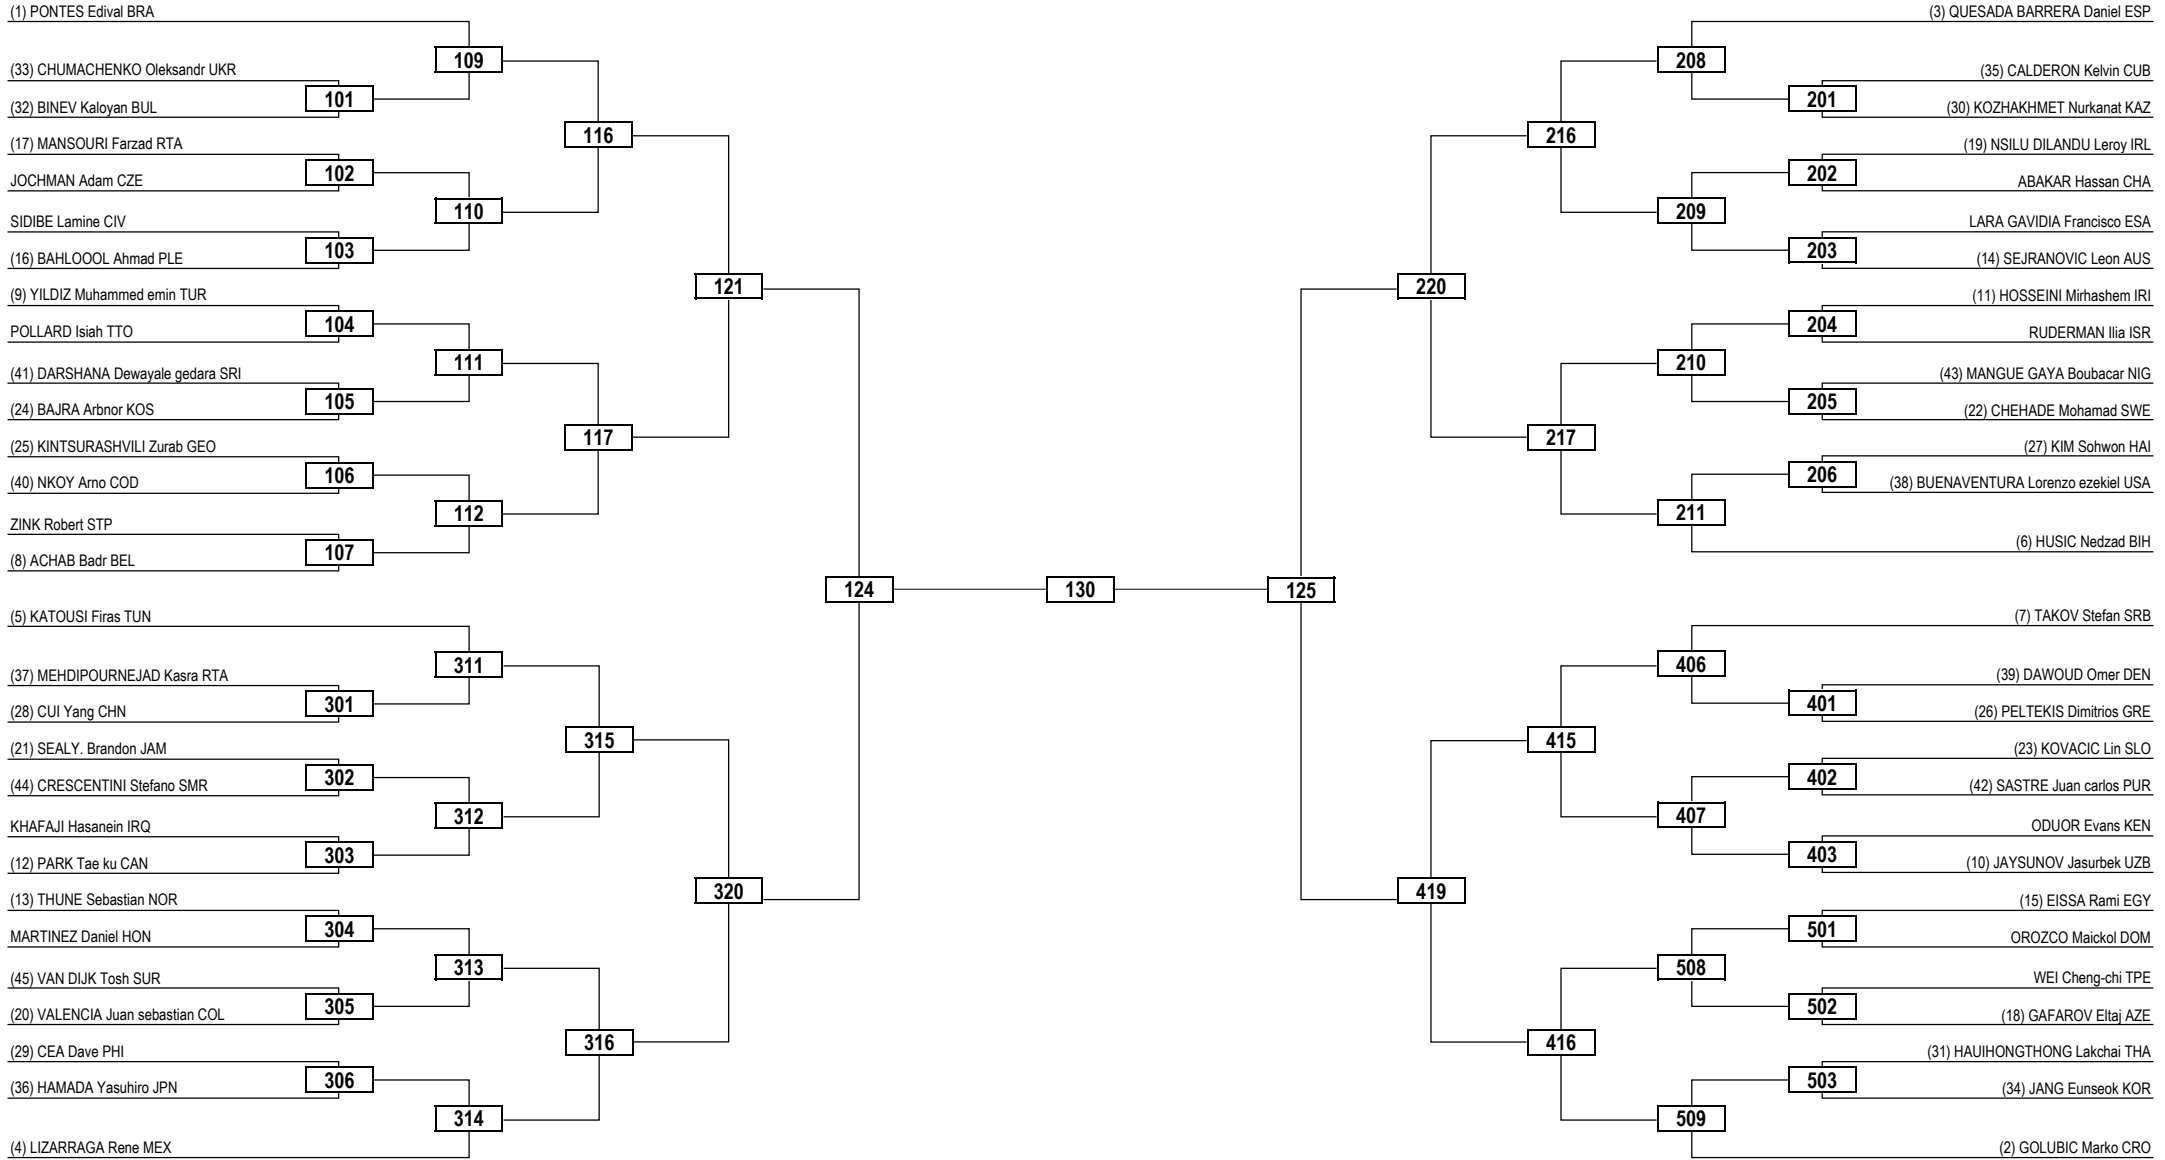 (1) PONTES Edival BRA
(33) CHUMACHENKO Oleksandr UKR
(32) BINEV Kaloyan BUL
(17) MANSOURI Farzad RTA
JOCHMAN Adam CZE
SIDIBE Lamine CIV
(16) BAHLOOOL Ahmad PLE
(9) YILDIZ Muhammed emin TUR
POLLARD Isiah TTO
(41) DARSHANA Dewayale gedara SRI
(24) BAJRA Arbnor KOS
(25) KINTSURASHVILI Zurab GEO
(40) NKOY Arno COD
ZINK Robert STP
(8) ACHAB Badr BEL
(5) KATOUSI Firas TUN
(37) MEHDIPOURNEJAD Kasra RTA
(28) CUI Yang CHN
(21) SEALY. Brandon JAM
(44) CRESCENTINI Stefano SMR
KHAFAJI Hasanein IRQ
(12) PARK Tae ku CAN
(13) THUNE Sebastian NOR
MARTINEZ Daniel HON
(45) VAN DIJK Tosh SUR
(20) VALENCIA Juan sebastian COL
(29) CEA Dave PHI
(36) HAMADA Yasuhiro JPN
(4) LIZARRAGA Rene MEX
101
102
103
104
105
106
107
301
302
303
304
305
306
109
110
111
112
311
312
313
314
116
117
315
316
121
320
124
130
125
220
419
216
217
415
416
208
209
210
211
406
407
508
509
201
202
203
204
205
206
401
402
403
501
502
503
(3) QUESADA BARRERA Daniel ESP
(35) CALDERON Kelvin CUB
(30) KOZHAKHMET Nurkanat KAZ
(19) NSILU DILANDU Leroy IRL
ABAKAR Hassan CHA
LARA GAVIDIA Francisco ESA
(14) SEJRANOVIC Leon AUS
(11) HOSSEINI Mirhashem IRI
RUDERMAN Ilia ISR
(43) MANGUE GAYA Boubacar NIG
(22) CHEHADE Mohamad SWE
(27) KIM Sohwon HAI
(38) BUENAVENTURA Lorenzo ezekiel USA
(6) HUSIC Nedzad BIH
(7) TAKOV Stefan SRB
(39) DAWOUD Omer DEN
(26) PELTEKIS Dimitrios GRE
(23) KOVACIC Lin SLO
(42) SASTRE Juan carlos PUR
ODUOR Evans KEN
(10) JAYSUNOV Jasurbek UZB
(15) EISSA Rami EGY
OROZCO Maickol DOM
WEI Cheng-chi TPE
(18) GAFAROV Eltaj AZE
(31) HAUIHONGTHONG Lakchai THA
(34) JANG Eunseok KOR
(2) GOLUBIC Marko CRO